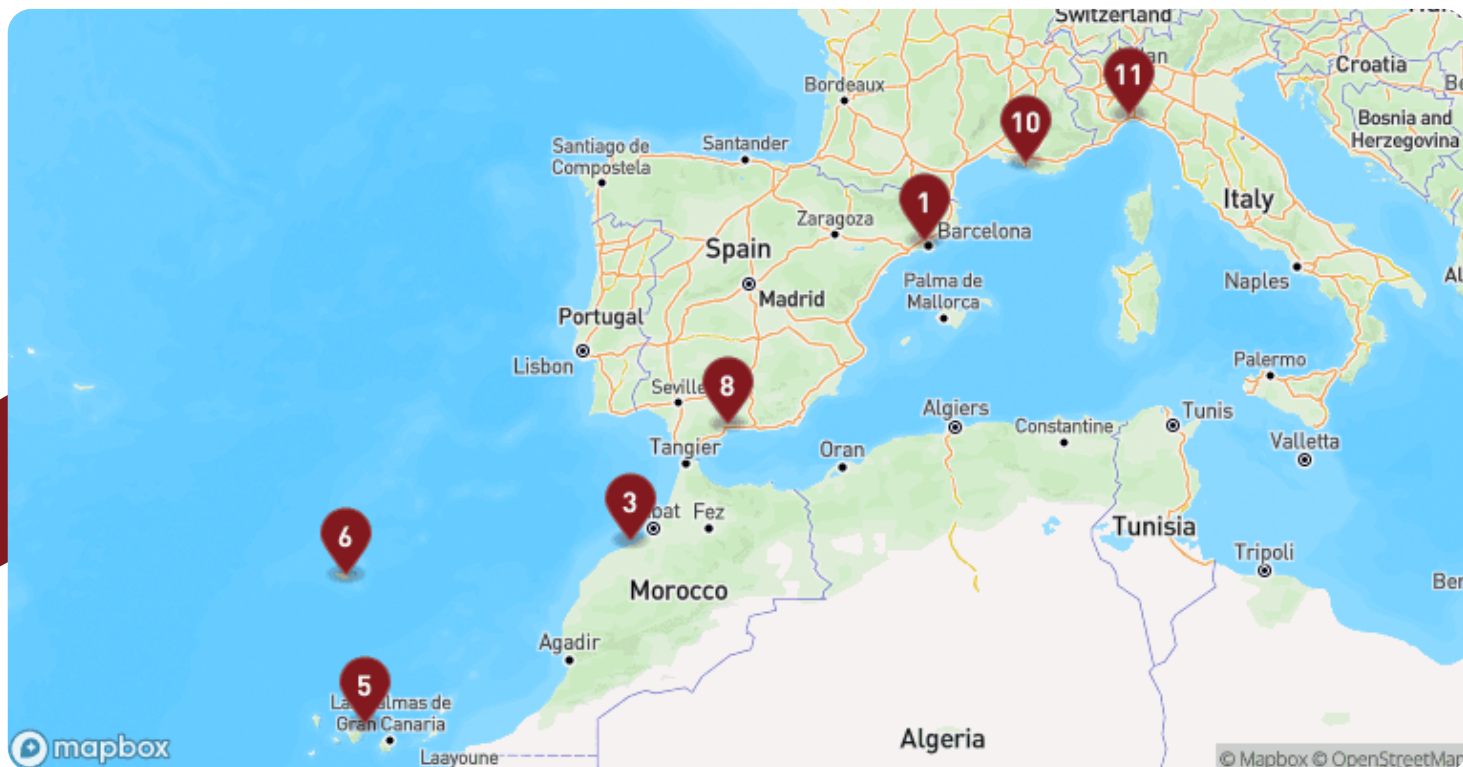 Switzerland
Croatia
11
Bordeaux
10
Bosnia and
Herzegovina
Santiago de
Compostela
Santander
1
Italy
Zaragoza
Barcelona
Spain
Naples
Palma de
Mallorca
Madrid
Portugal
Lisbon
Palermo
Seville
8
Algiers
Tunis
Constantine
Tangier
Oran
Valletta
3
Fez
Tunisia
6
Tripoli
Morocco
Agadir
5
Gran Canaria
mapbox
Algeria
Laayoune
© Mapbox © OpenStreetMap